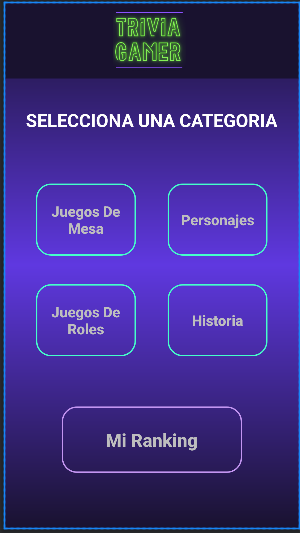 TRIVIA
GAMER
SELECCIONA UNA CATEGORIA
Juegos De
Mesa
Personajes
Juegos De
Roles
Historia
Mi Ranking